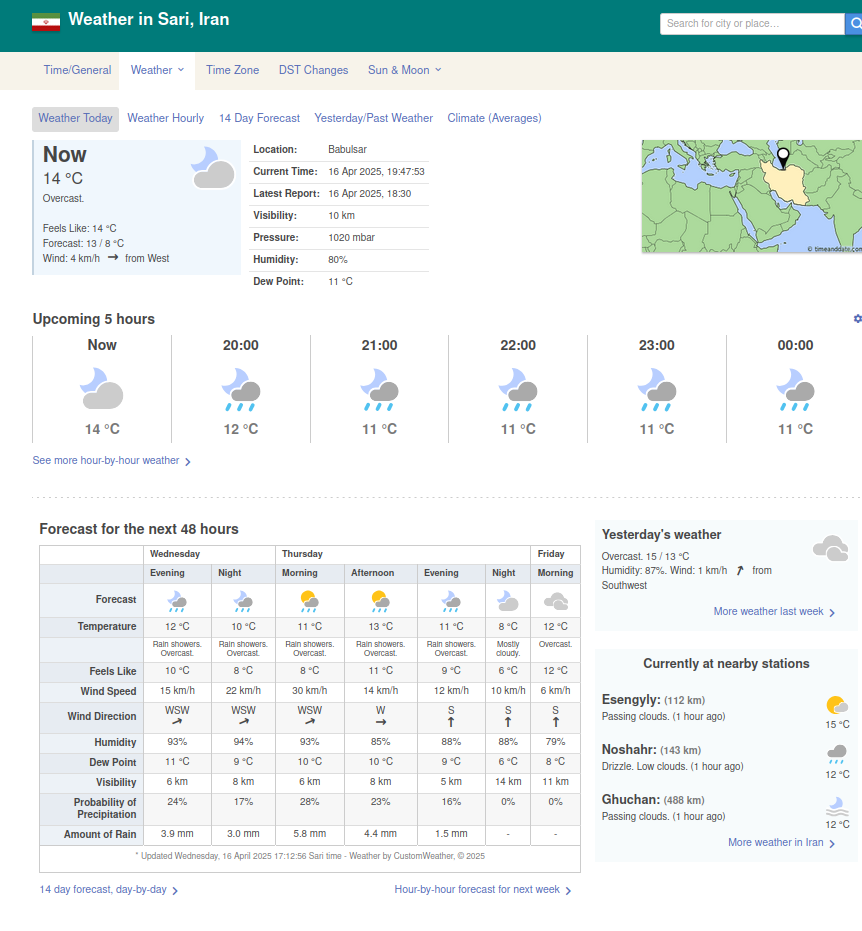 Weather in Sari, Iran
Search for city or place…
Time/General Weather Time Zone DST Changes Sun & Moon
Weather Today Weather Hourly 14 Day Forecast Yesterday/Past Weather Climate (Averages)
Now
14 °C
Overcast.
Feels Like: 14 °C
Forecast: 13 / 8 °C
Wind: 4 km/h → from West
Location: Babulsar
Current Time: 16 Apr 2025, 19:47:53
Latest Report: 16 Apr 2025, 18:30
Visibility: 10 km
Pressure: 1020 mbar
Humidity: 80%
Dew Point: 11 °C
© timeanddate.com
Upcoming 5 hours
Now 20:00 21:00 22:00 23:00 00:00
14 °C 12 °C 11 °C 11 °C 11 °C 11 °C
See more hour-by-hour weather
Forecast for the next 48 hours
Wednesday Thursday Friday
Evening Night Morning Afternoon Evening Night Morning
Forecast
Temperature 12 °C 10 °C 11 °C 13 °C 11 °C 8 °C 12 °C
Rain showers. Rain showers. Rain showers. Rain showers. Rain showers. Mostly Overcast.
Overcast. Overcast. Overcast. Overcast. Overcast. cloudy.
Feels Like 10 °C 8 °C 8 °C 11 °C 9 °C 6 °C 12 °C
Wind Speed 15 km/h 22 km/h 30 km/h 14 km/h 12 km/h 10 km/h 6 km/h
Wind Direction WSW WSW WSW W S S S
Humidity 93% 94% 93% 85% 88% 88% 79%
Dew Point 11 °C 9 °C 10 °C 10 °C 9 °C 6 °C 8 °C
Visibility 6 km 8 km 6 km 8 km 5 km 14 km 11 km
Probability of 24% 17% 28% 23% 16% 0% 0%
Precipitation
Amount of Rain 3.9 mm 3.0 mm 5.8 mm 4.4 mm 1.5 mm - -
* Updated Wednesday, 16 April 2025 17:12:56 Sari time - Weather by CustomWeather, © 2025
14 day forecast, day-by-day Hour-by-hour forecast for next week
Yesterday's weather
Overcast. 15 / 13 °C
Humidity: 87%. Wind: 1 km/h ↑ from
Southwest
More weather last week
Currently at nearby stations
Esengyly: (112 km)
Passing clouds. (1 hour ago)
15 °C
Noshahr: (143 km)
Drizzle. Low clouds. (1 hour ago)
12 °C
Ghuchan: (488 km)
Passing clouds. (1 hour ago)
12 °C
More weather in Iran